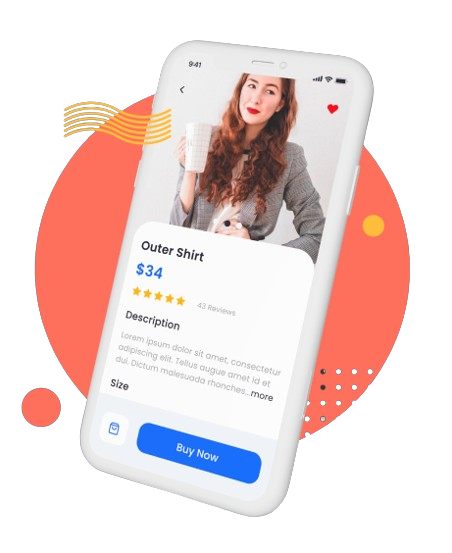 9:41
Outer Shirt
$34
43 Reviews
Description
Lorem ipsum dolor sit amet, consectetur
adipiscing elit. Tellus augue amet id et
dui. Dictum malesuada rhonches...more
Size
Buy Now